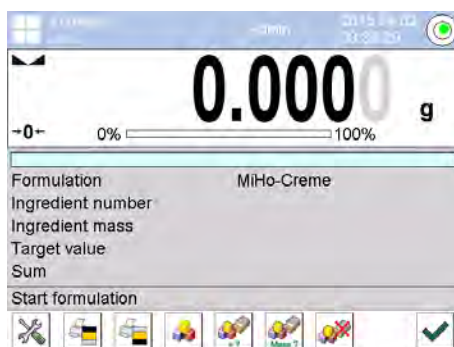 0.0000 g
→0← 0% 100%
Formulation MiHo-Creme
Ingredient number
Ingredient mass
Target value
Sum
Start formulation